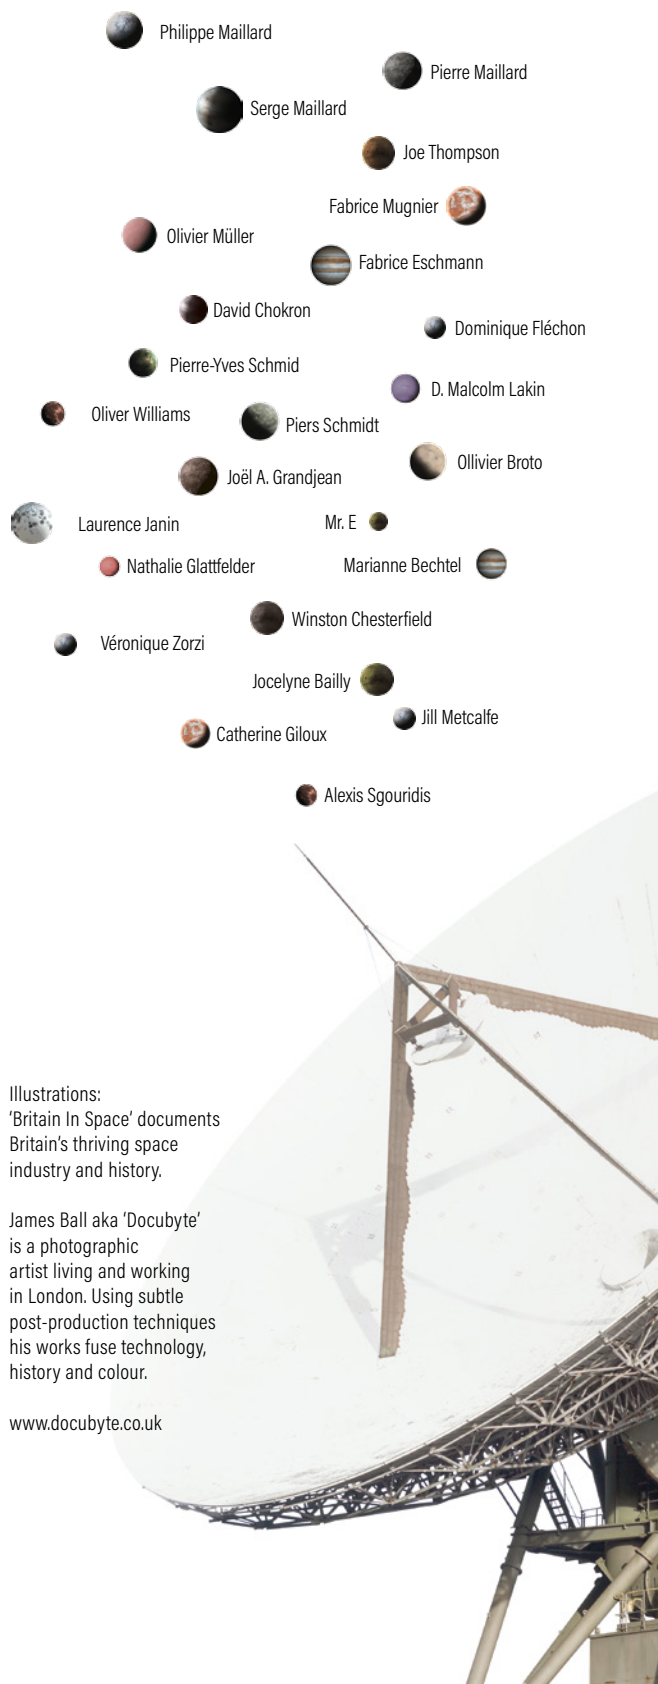 Philippe Maillard
Pierre Maillard
Serge Maillard
Joe Thompson
Fabrice Mugnier
Olivier Müller
Fabrice Eschmann
David Chokron
Dominique Fléchon
Pierre-Yves Schmid
D. Malcolm Lakin
Oliver Williams
Piers Schmidt
Ollivier Broto
Joël A. Grandjean
Laurence Janin
Mr. E
Nathalie Glattfelder
Marianne Bechtel
Winston Chesterfield
Véronique Zorzi
Jocelyne Bailly
Jill Metcalfe
Catherine Giloux
Alexis Sgouridis
Illustrations:
‘Britain In Space’ documents
Britain’s thriving space
industry and history.
James Ball aka ‘Docubyte’
is a photographic
artist living and working
in London. Using subtle
post-production techniques
his works fuse technology,
history and colour.
www.docubyte.co.uk